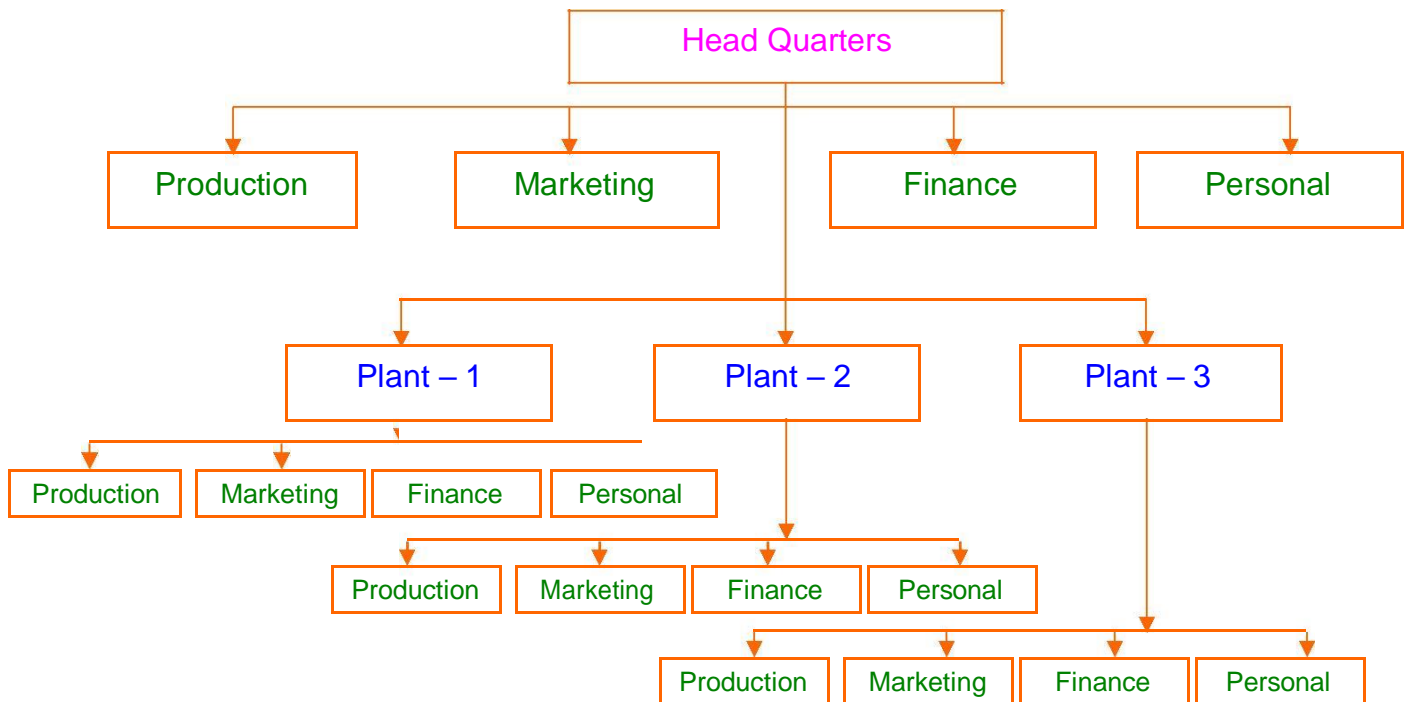 Head Quarters
Production Marketing Finance Personal
Plant – 1 Plant – 2 Plant – 3
Production Marketing Finance Personal
Production Marketing Finance Personal
Production Marketing Finance Personal